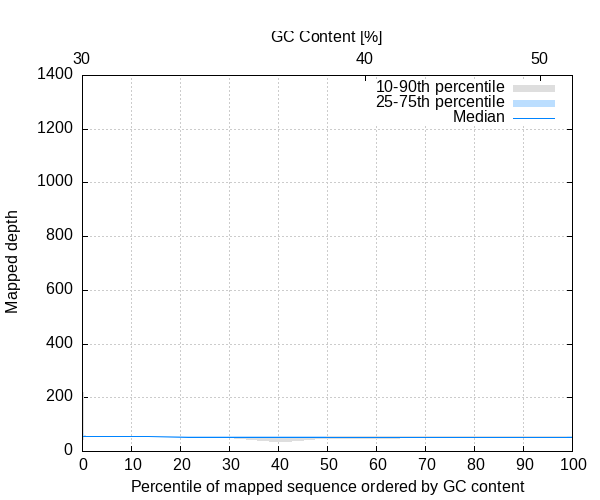 GC Content [%]
30 40 50
1400
10-90th percentile
25-75th percentile
Median
1200
1000
800
600
400
200
0
Mapped depth
0 10 20 30 40 50 60 70 80 90 100
Percentile of mapped sequence ordered by GC content